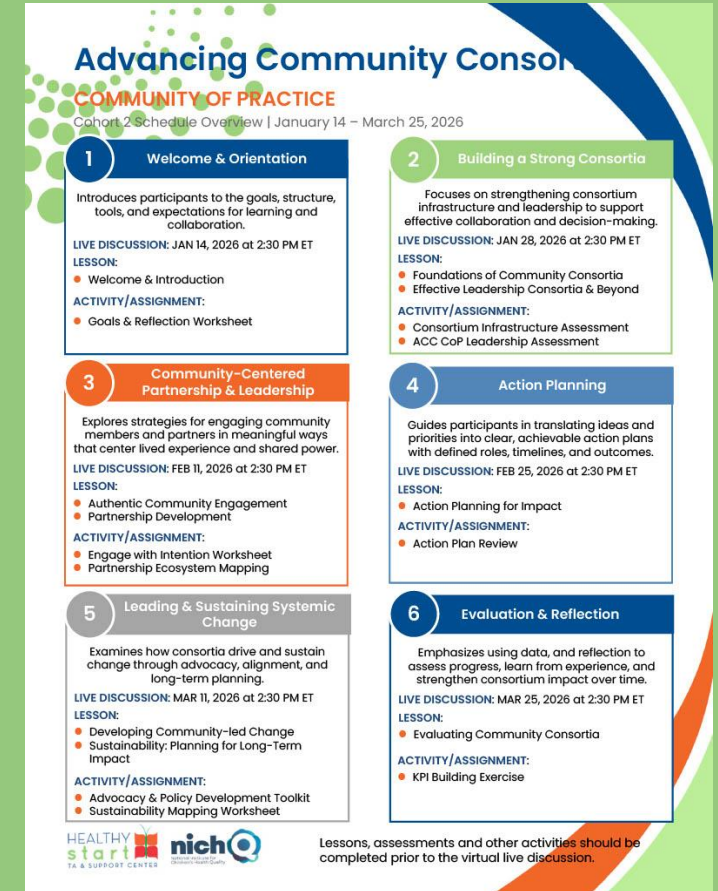 Advancing Community Consor
COMMUNITY OF PRACTICE
Cohort 2 Schedule Overview | January 14 – March 25, 2026
1
Welcome & Orientation
Introduces participants to the goals, structure,
tools, and expectations for learning and
collaboration.
LIVE DISCUSSION: JAN 14, 2026 at 2:30 PM ET
LESSON:
Welcome & Introduction
ACTIVITY/ASSIGNMENT:
Goals & Reflection Worksheet
2
Building a Strong Consortia
Focuses on strengthening consortium
infrastructure and leadership to support
effective collaboration and decision-making.
LIVE DISCUSSION: JAN 28, 2026 at 2:30 PM ET
LESSON:
Foundations of Community Consortia
Effective Leadership Consortia & Beyond
ACTIVITY/ASSIGNMENT:
Consortium Infrastructure Assessment
ACC CoP Leadership Assessment
3
Community-Centered
Partnership & Leadership
Explores strategies for engaging community
members and partners in meaningful ways
that center lived experience and shared power.
LIVE DISCUSSION: FEB 11, 2026 at 2:30 PM ET
LESSON:
Authentic Community Engagement
Partnership Development
ACTIVITY/ASSIGNMENT:
Engage with Intention Worksheet
Partnership Ecosystem Mapping
4
Action Planning
Guides participants in translating ideas and
priorities into clear, achievable action plans
with defined roles, timelines, and outcomes.
LIVE DISCUSSION: FEB 25, 2026 at 2:30 PM ET
LESSON:
Action Planning for Impact
ACTIVITY/ASSIGNMENT:
Action Plan Review
5
Leading & Sustaining Systemic
Change
Examines how consortia drive and sustain
change through advocacy, alignment, and
long-term planning.
LIVE DISCUSSION: MAR 11, 2026 at 2:30 PM ET
LESSON:
Developing Community-led Change
Sustainability: Planning for Long-Term
Impact
ACTIVITY/ASSIGNMENT:
Advocacy & Policy Development Toolkit
Sustainability Mapping Worksheet
6
Evaluation & Reflection
Emphasizes using data, and reflection to
assess progress, learn from experience, and
strengthen consortium impact over time.
LIVE DISCUSSION: MAR 25, 2026 at 2:30 PM ET
LESSON:
Evaluating Community Consortia
ACTIVITY/ASSIGNMENT:
KPI Building Exercise
HEALTHY
start
TA & SUPPORT CENTER
nichQ
National Institute for
Children's Health Quality
Lessons, assessments and other activities should be
completed prior to the virtual live discussion.